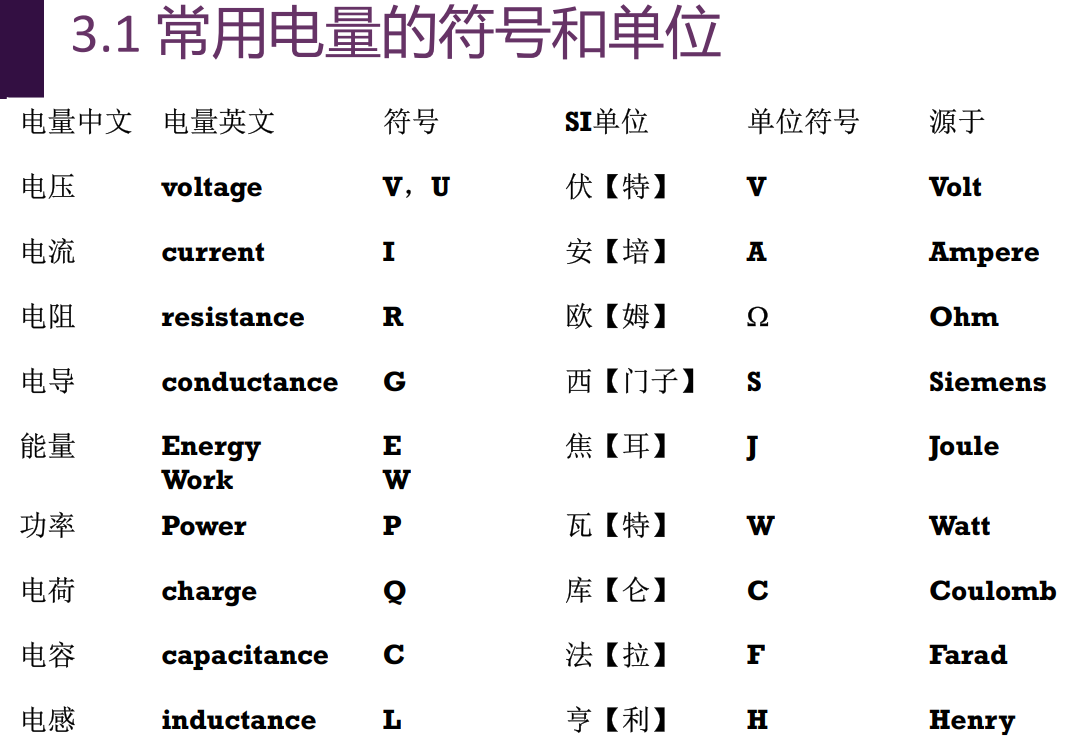 3.1 常用电量的符号和单位
电量中文 电量英文 符号 SI单位 单位符号 源于
电压 voltage V，U 伏【特】 V Volt
电流 current I 安【培】 A Ampere
电阻 resistance R 欧【姆】 Ω Ohm
电导 conductance G 西【门子】 S Siemens
能量 Energy E 焦【耳】 J Joule
Work W
功率 Power P 瓦【特】 W Watt
电荷 charge Q 库【仑】 C Coulomb
电容 capacitance C 法【拉】 F Farad
电感 inductance L 亨【利】 H Henry